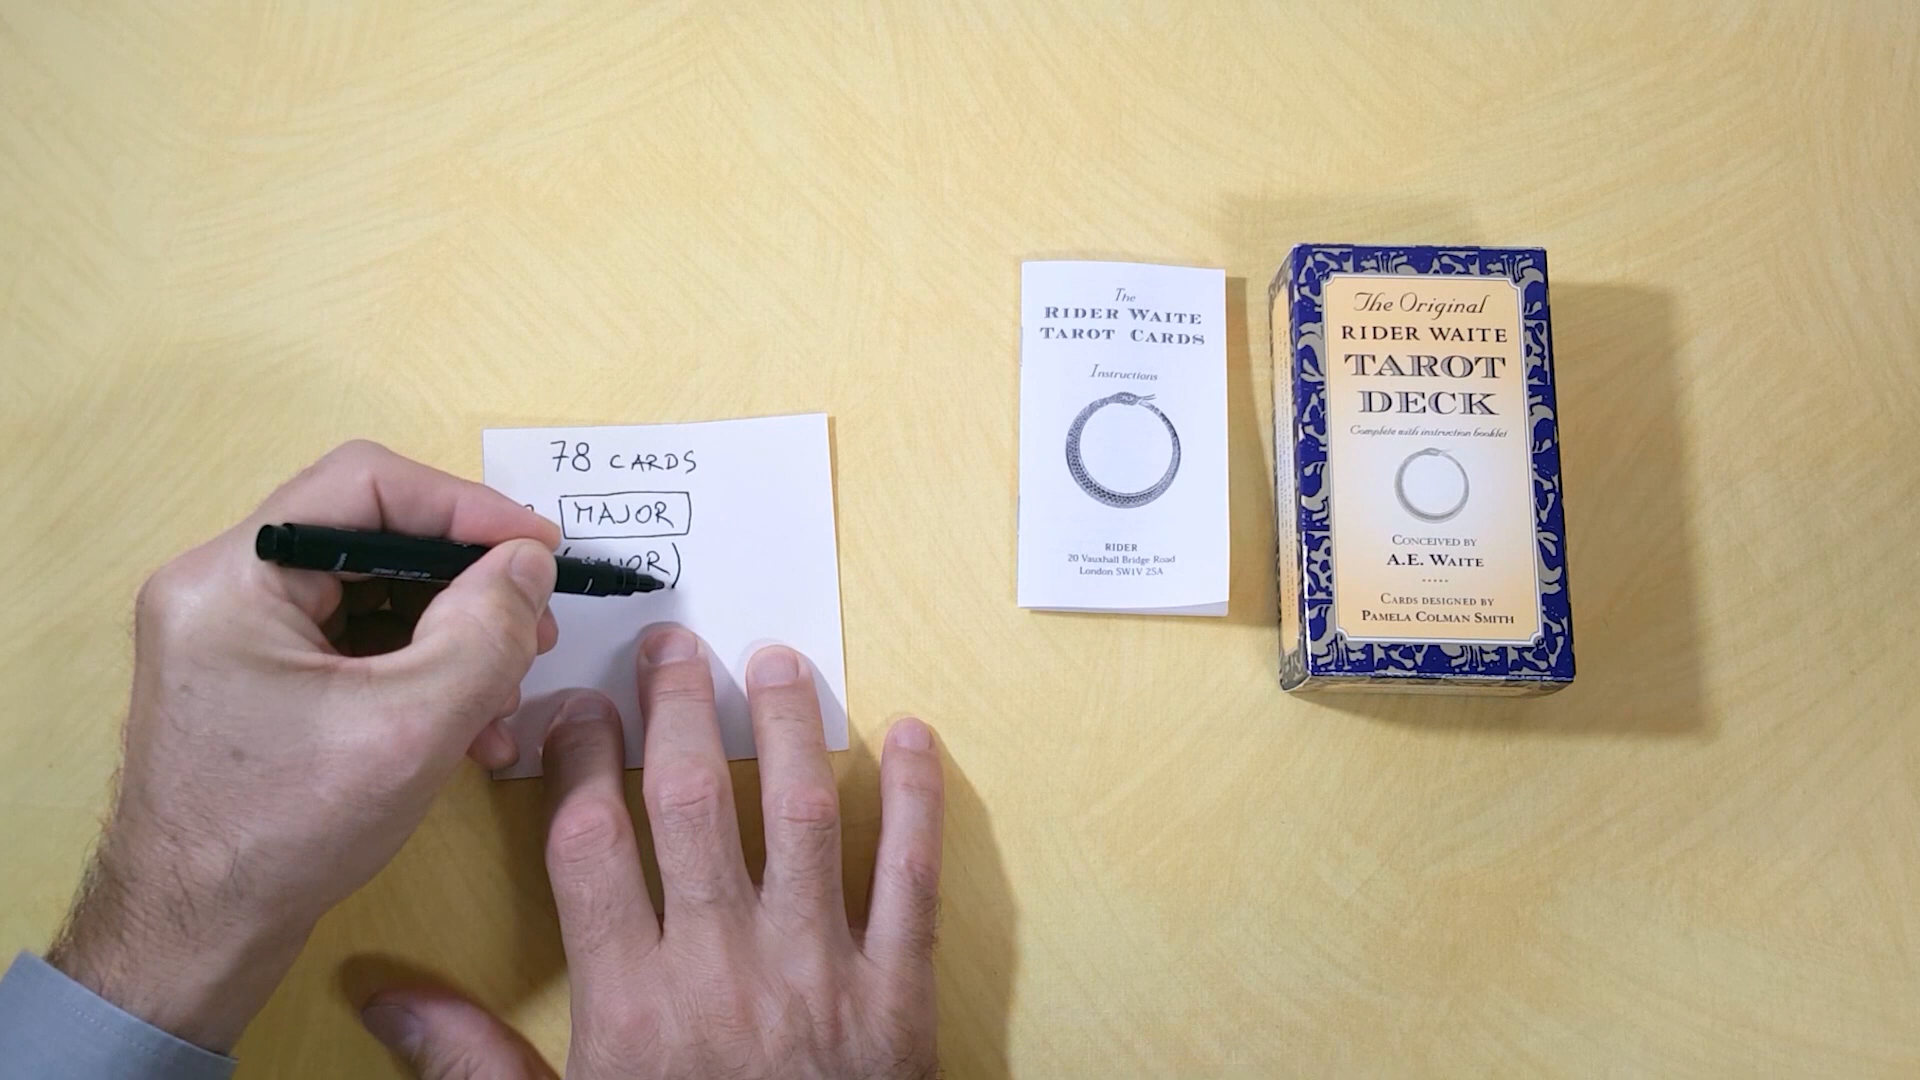 78 CARDS
MAJOR
The
RIDER WAITE
TAROT CARDS
Instructions
RIDER
20 Vauxhall Bridge Road
London SW1V 2SA
The Original
RIDER WAITE
TAROT
DECK
Complete with instruction booklet
CONCEIVED BY
A.E. WAITE
CARDS DESIGNED BY
PAMELA COLMAN SMITH